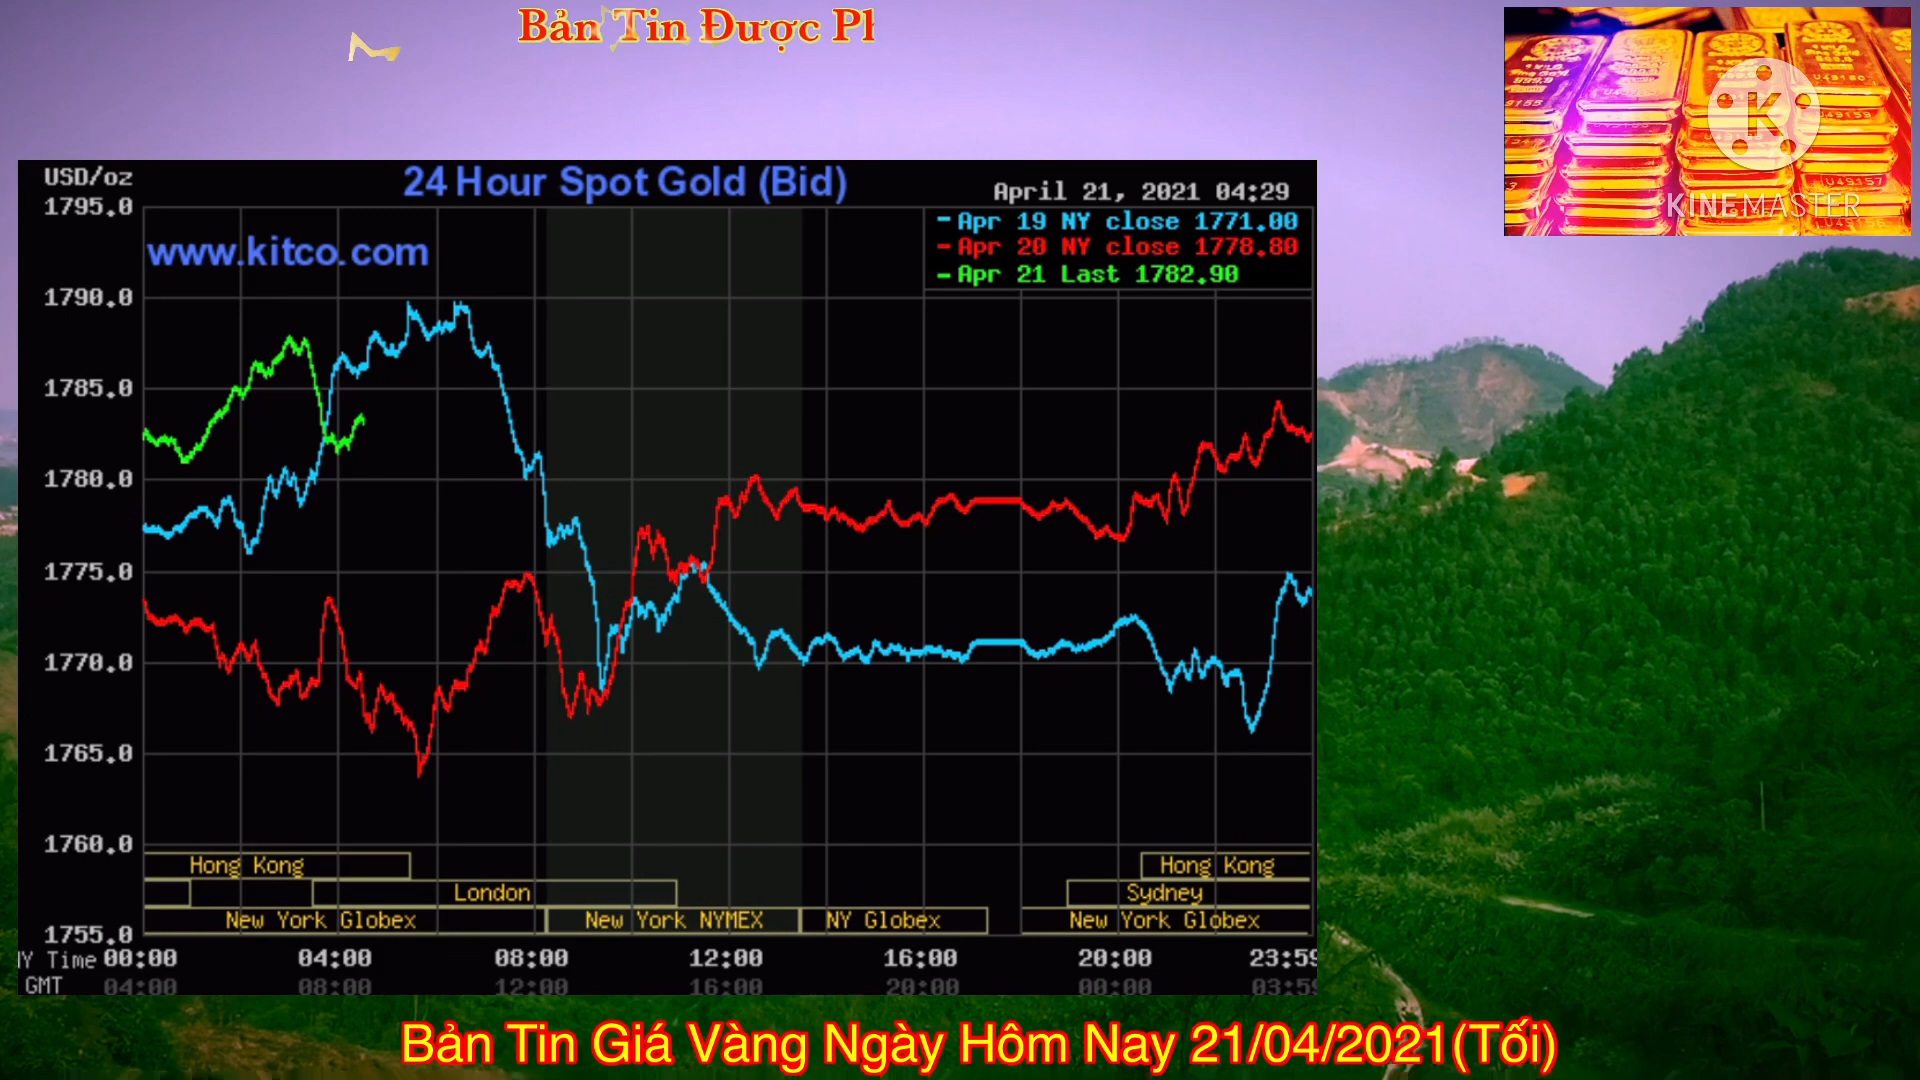 Bản Tin Được
KINEMASTER
USD/oz
24 Hour Spot Gold (Bid)
April 21, 2021 04:29
Apr 19 NY close 1771.00
Apr 20 NY close 1778.80
Apr 21 Last 1782.90
www.kitco.com
1795.0
1790.0
1785.0
1780.0
1775.0
1770.0
1765.0
1760.0
1755.0
Hong Kong
Hong Kong
London
Sydney
New York Globex
New York NYMEX
NY Globex
New York Globex
NY Time 00:00 04:00 08:00 12:00 16:00 20:00 23:59
GMT 04:00 08:00 12:00 16:00 20:00 00:00 03:59
Bản Tin Giá Vàng Ngày Hôm Nay 21/04/2021(Tối)